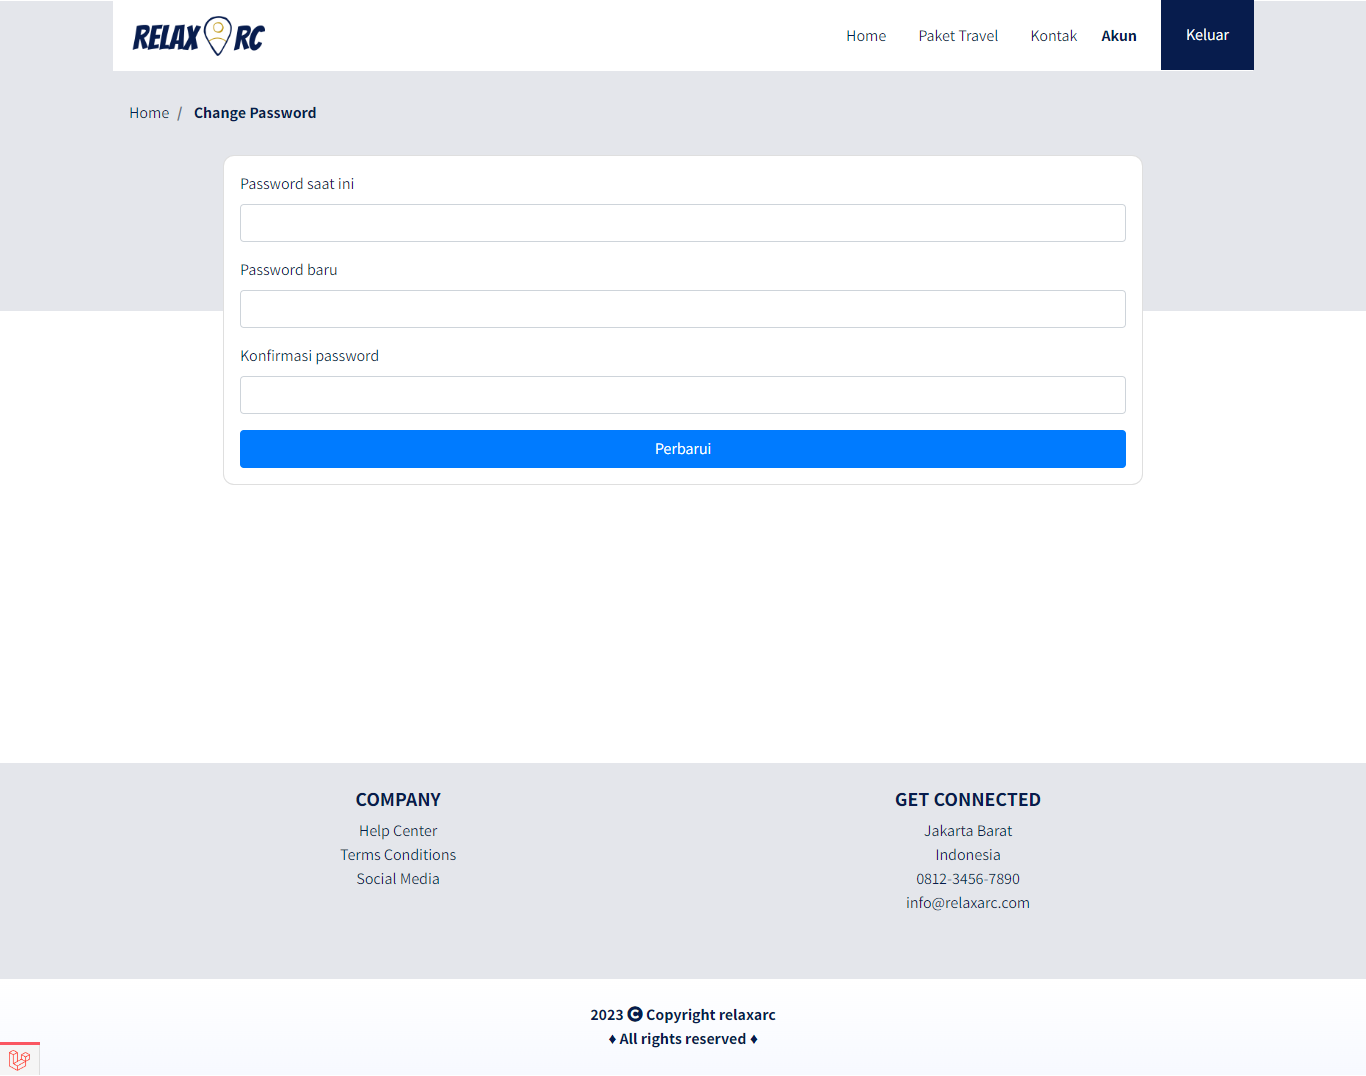 RELAX RC
Home
Paket Travel
Kontak
Akun
Keluar
Home / Change Password
Password saat ini
Password baru
Konfirmasi password
Perbarui
COMPANY
Help Center
Terms Conditions
Social Media
GET CONNECTED
Jakarta Barat
Indonesia
0812-3456-7890
info@relaxarc.com
2023 © Copyright relaxarc
♦ All rights reserved ♦